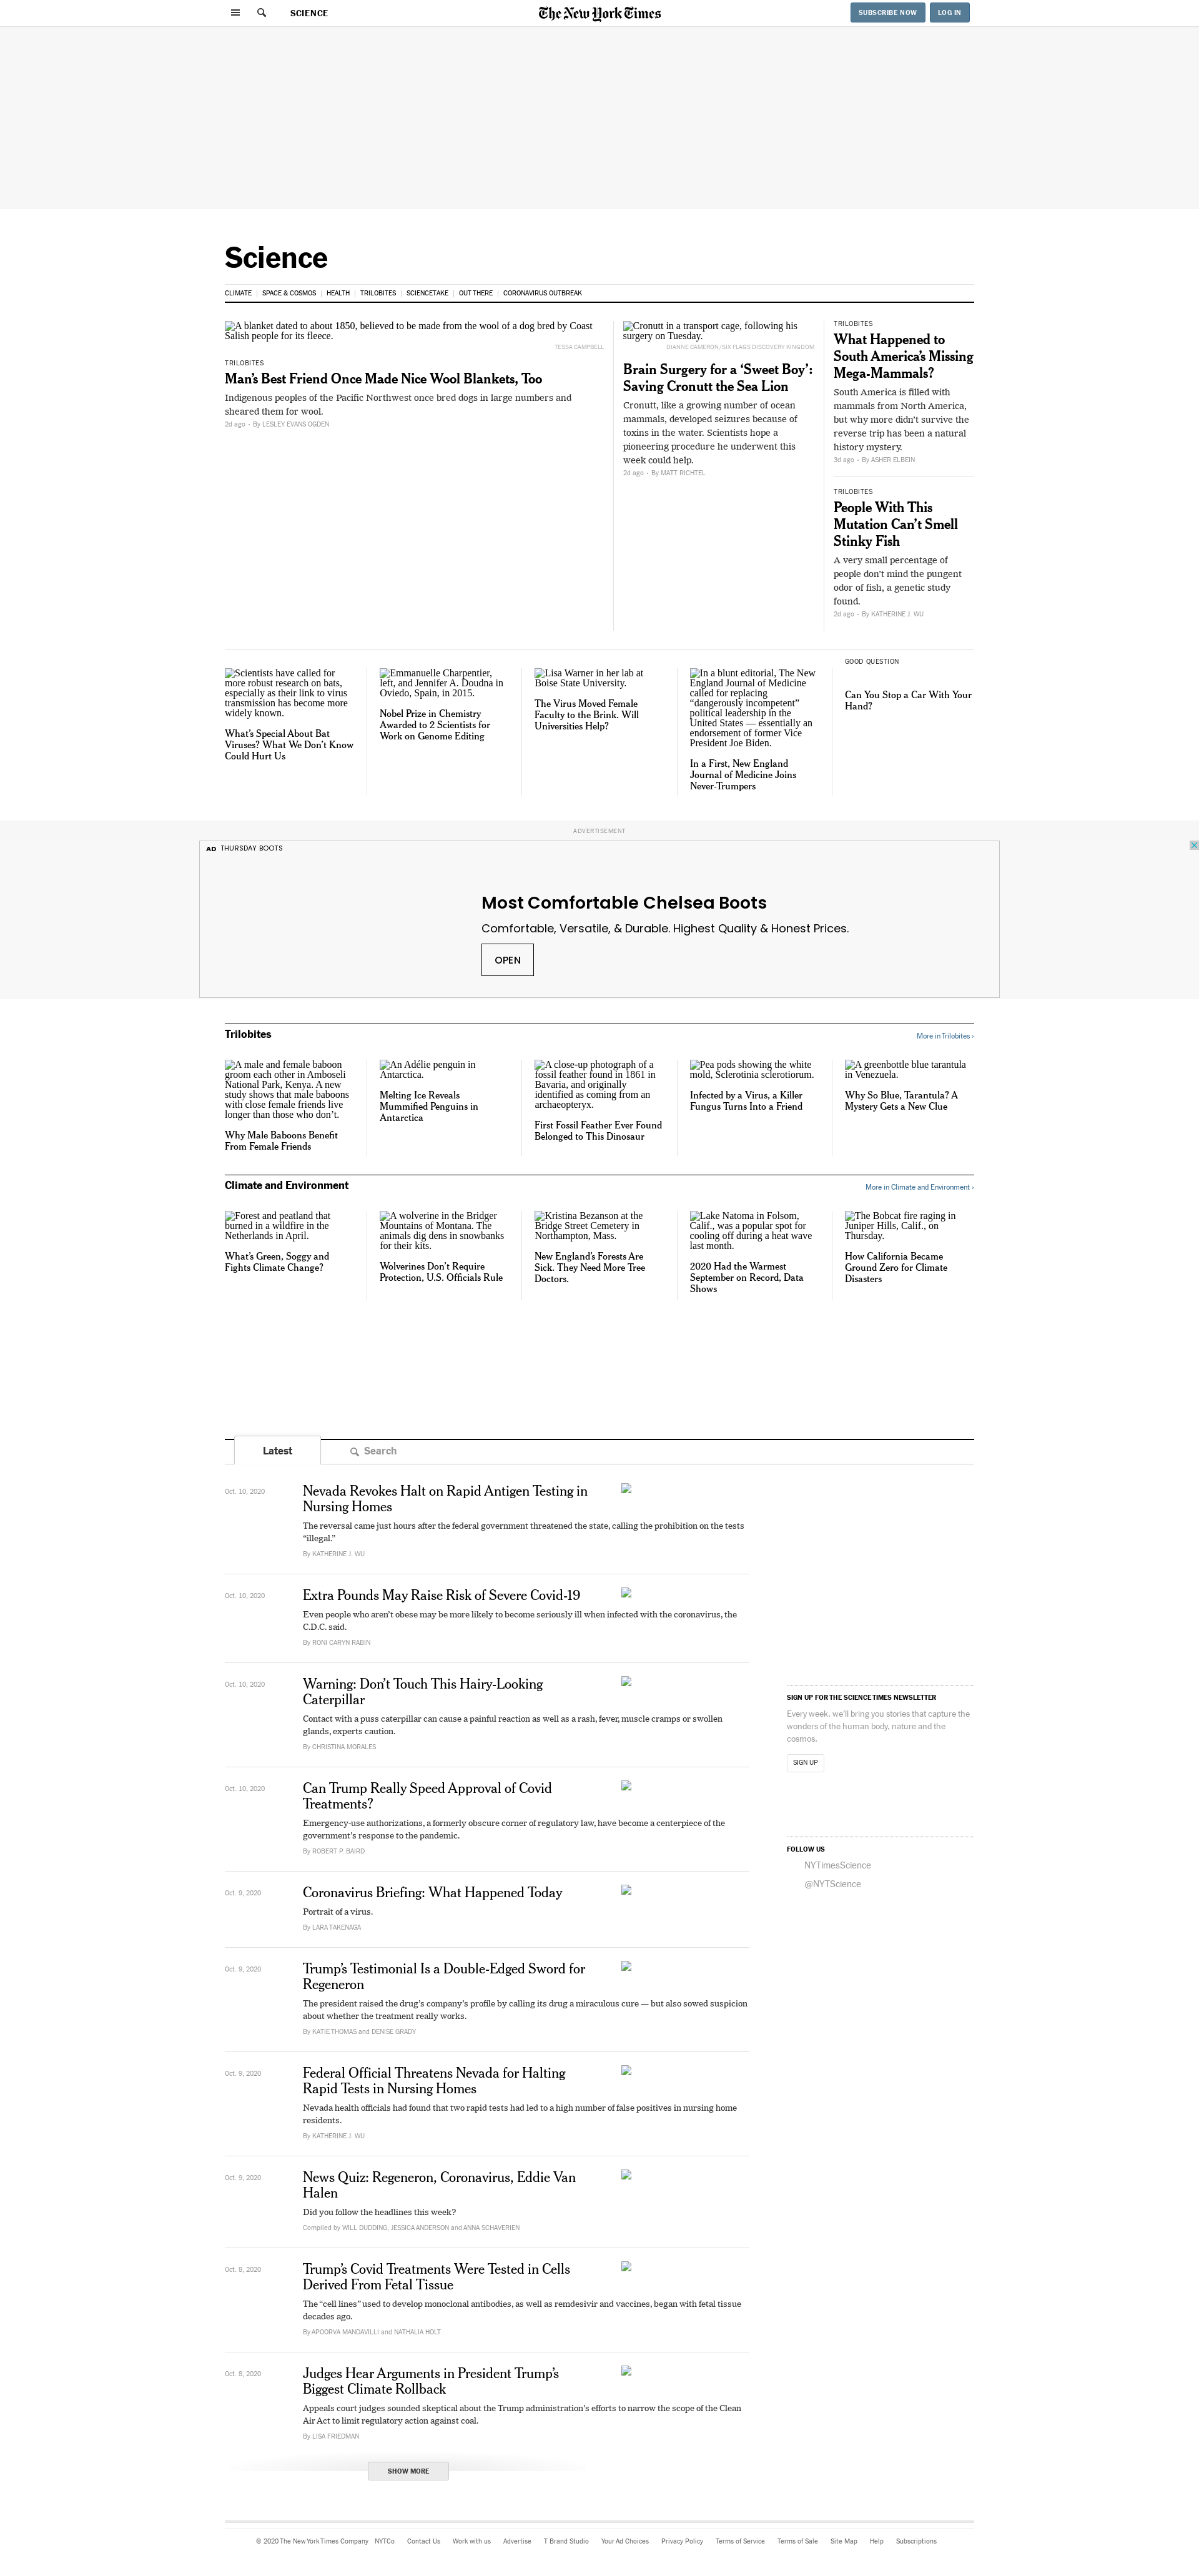 SCIENCE
The New York Times
SUBSCRIBE NOW
LOG IN
Science
CLIMATE
SPACE & COSMOS
HEALTH
TRILOBITES
SCIENCETAKE
OUT THERE
CORONAVIRUS OUTBREAK
A blanket dated to about 1850, believed to be made from the wool of a dog bred by Coast
Salish people for its fleece.
TESSA CAMPBELL
TRILOBITES
Man’s Best Friend Once Made Nice Wool Blankets, Too
Indigenous peoples of the Pacific Northwest once bred dogs in large numbers and
sheared them for wool.
2d ago - By LESLEY EVANS OGDEN
Cronutt in a transport cage, following his
surgery on Tuesday.
DIANNE CAMERON/SIX FLAGS DISCOVERY KINGDOM
Brain Surgery for a ‘Sweet Boy’:
Saving Cronutt the Sea Lion
Cronutt, like a growing number of ocean
mammals, developed seizures because of
toxins in the water. Scientists hope a
pioneering procedure he underwent this
week could help.
2d ago - By MATT RICHTEL
TRILOBITES
What Happened to
South America’s Missing
Mega-Mammals?
South America is filled with
mammals from North America,
but why more didn’t survive the
reverse trip has been a natural
history mystery.
3d ago - By ASHER ELBEIN
TRILOBITES
People With This
Mutation Can’t Smell
Stinky Fish
A very small percentage of
people don’t mind the pungent
odor of fish, a genetic study
found.
2d ago - By KATHERINE J. WU
Scientists have called for
more robust research on bats,
especially as their link to virus
transmission has become more
widely known.
What’s Special About Bat
Viruses? What We Don’t Know
Could Hurt Us
Emmanuelle Charpentier,
left, and Jennifer A. Doudna in
Oviedo, Spain, in 2015.
Nobel Prize in Chemistry
Awarded to 2 Scientists for
Work on Genome Editing
Lisa Warner in her lab at
Boise State University.
The Virus Moved Female
Faculty to the Brink. Will
Universities Help?
In a blunt editorial, The New
England Journal of Medicine
called for replacing
“dangerously incompetent”
political leadership in the
United States — essentially an
endorsement of former Vice
President Joe Biden.
In a First, New England
Journal of Medicine Joins
Never-Trumpers
GOOD QUESTION
Can You Stop a Car With Your
Hand?
ADVERTISEMENT
AD THURSDAY BOOTS
Most Comfortable Chelsea Boots
Comfortable, Versatile, & Durable. Highest Quality & Honest Prices.
OPEN
Trilobites
More in Trilobites ›
A male and female baboon
groom each other in Amboseli
National Park, Kenya. A new
study shows that male baboons
with close female friends live
longer than those who don’t.
Why Male Baboons Benefit
From Female Friends
An Adélie penguin in
Antarctica.
Melting Ice Reveals
Mummified Penguins in
Antarctica
A close-up photograph of a
fossil feather found in 1861 in
Bavaria, and originally
identified as coming from an
archaeopteryx.
First Fossil Feather Ever Found
Belonged to This Dinosaur
Pea pods showing the white
mold, Sclerotinia sclerotiorum.
Infected by a Virus, a Killer
Fungus Turns Into a Friend
A greenbottle blue tarantula
in Venezuela.
Why So Blue, Tarantula? A
Mystery Gets a New Clue
Climate and Environment
More in Climate and Environment ›
Forest and peatland that
burned in a wildfire in the
Netherlands in April.
What’s Green, Soggy and
Fights Climate Change?
A wolverine in the Bridger
Mountains of Montana. The
animals dig dens in snowbanks
for their kits.
Wolverines Don’t Require
Protection, U.S. Officials Rule
Kristina Bezanson at the
Bridge Street Cemetery in
Northampton, Mass.
New England’s Forests Are
Sick. They Need More Tree
Doctors.
Lake Natoma in Folsom,
Calif., was a popular spot for
cooling off during a heat wave
last month.
2020 Had the Warmest
September on Record, Data
Shows
The Bobcat fire raging in
Juniper Hills, Calif., on
Thursday.
How California Became
Ground Zero for Climate
Disasters
Latest
Search
Oct. 10, 2020
Nevada Revokes Halt on Rapid Antigen Testing in
Nursing Homes
The reversal came just hours after the federal government threatened the state, calling the prohibition on the tests
“illegal.”
By KATHERINE J. WU
Oct. 10, 2020
Extra Pounds May Raise Risk of Severe Covid-19
Even people who aren’t obese may be more likely to become seriously ill when infected with the coronavirus, the
C.D.C. said.
By RONI CARYN RABIN
Oct. 10, 2020
Warning: Don’t Touch This Hairy-Looking
Caterpillar
Contact with a puss caterpillar can cause a painful reaction as well as a rash, fever, muscle cramps or swollen
glands, experts caution.
By CHRISTINA MORALES
Oct. 10, 2020
Can Trump Really Speed Approval of Covid
Treatments?
Emergency-use authorizations, a formerly obscure corner of regulatory law, have become a centerpiece of the
government’s response to the pandemic.
By ROBERT P. BAIRD
Oct. 9, 2020
Coronavirus Briefing: What Happened Today
Portrait of a virus.
By LARA TAKENAGA
Oct. 9, 2020
Trump’s Testimonial Is a Double-Edged Sword for
Regeneron
The president raised the drug’s company’s profile by calling its drug a miraculous cure — but also sowed suspicion
about whether the treatment really works.
By KATIE THOMAS and DENISE GRADY
Oct. 9, 2020
Federal Official Threatens Nevada for Halting
Rapid Tests in Nursing Homes
Nevada health officials had found that two rapid tests had led to a high number of false positives in nursing home
residents.
By KATHERINE J. WU
Oct. 9, 2020
News Quiz: Regeneron, Coronavirus, Eddie Van
Halen
Did you follow the headlines this week?
Compiled by WILL DUDDING, JESSICA ANDERSON and ANNA SCHAVERIEN
Oct. 8, 2020
Trump’s Covid Treatments Were Tested in Cells
Derived From Fetal Tissue
The “cell lines” used to develop monoclonal antibodies, as well as remdesivir and vaccines, began with fetal tissue
decades ago.
By APOORVA MANDAVILLI and NATHALIA HOLT
Oct. 8, 2020
Judges Hear Arguments in President Trump’s
Biggest Climate Rollback
Appeals court judges sounded skeptical about the Trump administration’s efforts to narrow the scope of the Clean
Air Act to limit regulatory action against coal.
By LISA FRIEDMAN
SHOW MORE
SIGN UP FOR THE SCIENCE TIMES NEWSLETTER
Every week, we’ll bring you stories that capture the
wonders of the human body, nature and the
cosmos.
SIGN UP
FOLLOW US
NYTimesScience
@NYTScience
© 2020 The New York Times Company NYTCo Contact Us Work with us Advertise T Brand Studio Your Ad Choices Privacy Policy Terms of Service Terms of Sale Site Map Help Subscriptions